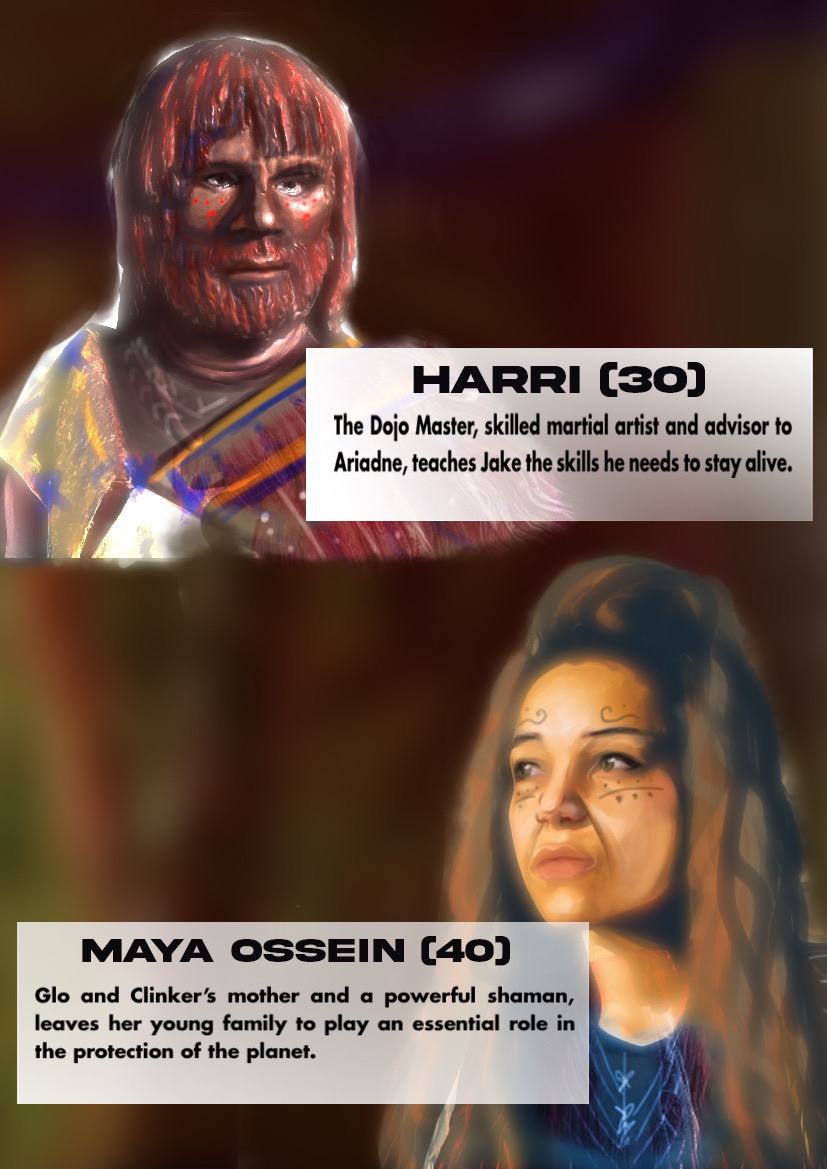 HARRI (30)
The Dojo Master, skilled martial artist and advisor to
Ariadne, teaches Jake the skills he needs to stay alive.
MAYA OSSEIN (40)
Glo and Clinker's mother and a powerful shaman,
leaves her young family to play an essential role in
the protection of the planet.